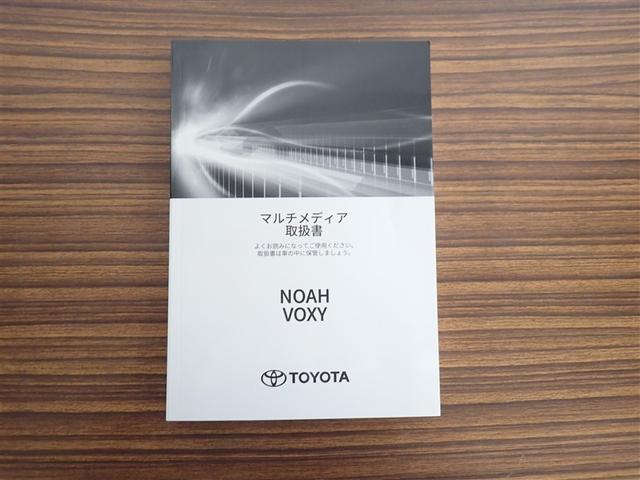 マルチメディア
取扱書
よくお読みになってご使用ください。
取扱書は車の中に保管しましょう。
NOAH
VOXY
TOYOTA